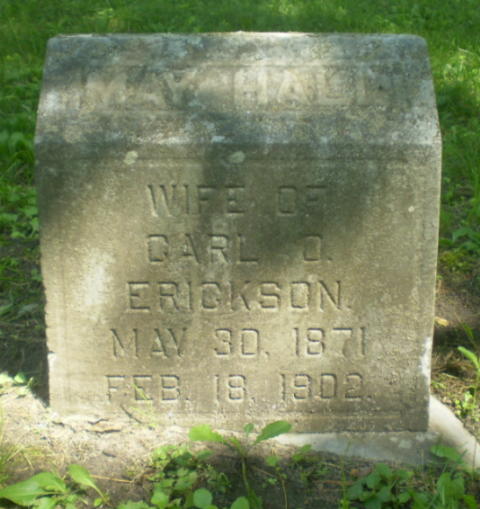 MAY HALL
WIFE OF
CARL O.
ERICKSON.
MAY 30, 1871
FEB. 18, 1902.